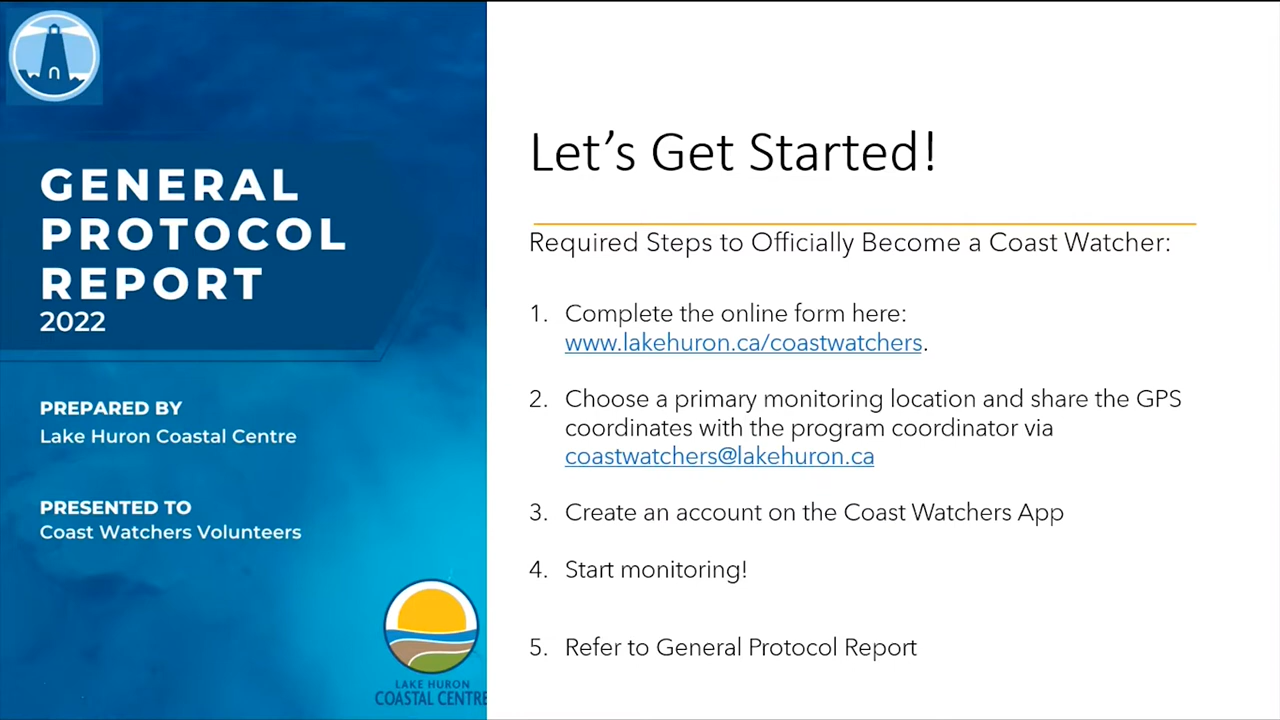 GENERAL
PROTOCOL
REPORT
2022
PREPARED BY
Lake Huron Coastal Centre
PRESENTED TO
Coast Watchers Volunteers
LAKE HURON
COASTAL CENTRE
Let’s Get Started!
Required Steps to Officially Become a Coast Watcher:
1. Complete the online form here:
www.lakehuron.ca/coastwatchers.
2. Choose a primary monitoring location and share the GPS
coordinates with the program coordinator via
coastwatchers@lakehuron.ca
3. Create an account on the Coast Watchers App
4. Start monitoring!
5. Refer to General Protocol Report